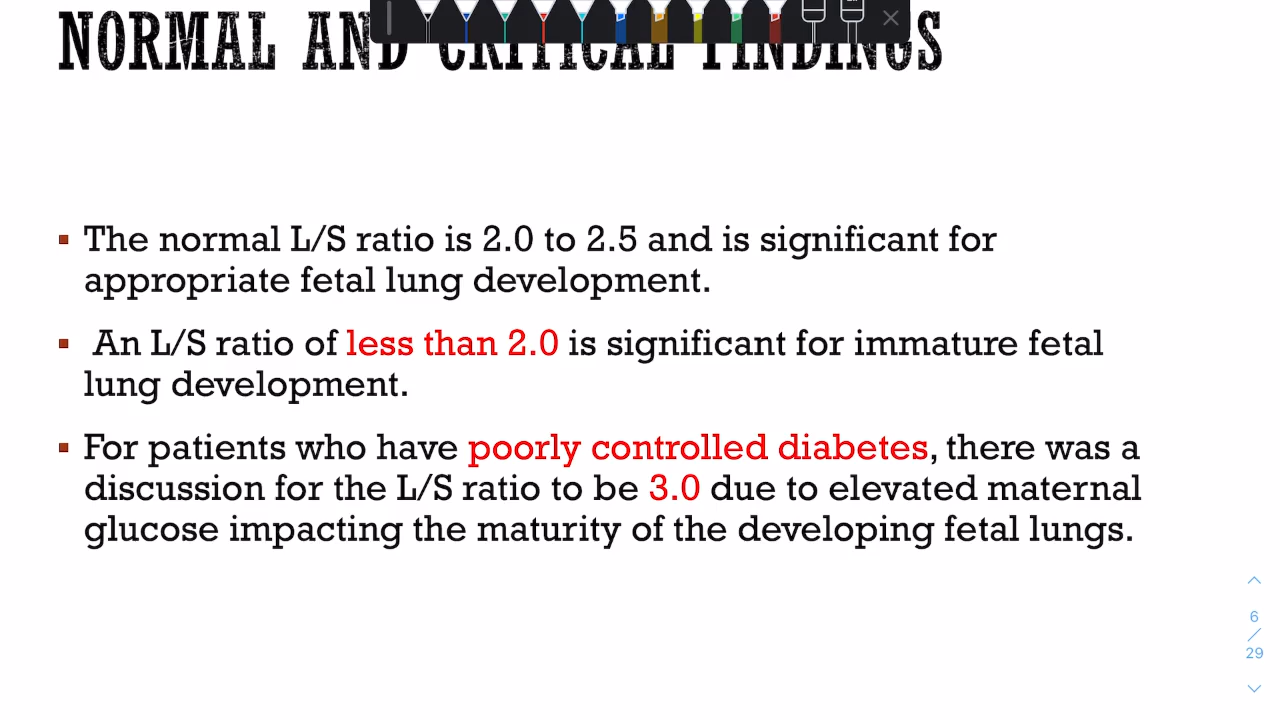 NORMAL AND CRITICAL FINDINGS
The normal L/S ratio is 2.0 to 2.5 and is significant for
appropriate fetal lung development.
An L/S ratio of less than 2.0 is significant for immature fetal
lung development.
For patients who have poorly controlled diabetes, there was a
discussion for the L/S ratio to be 3.0 due to elevated maternal
glucose impacting the maturity of the developing fetal lungs.
6
/
29